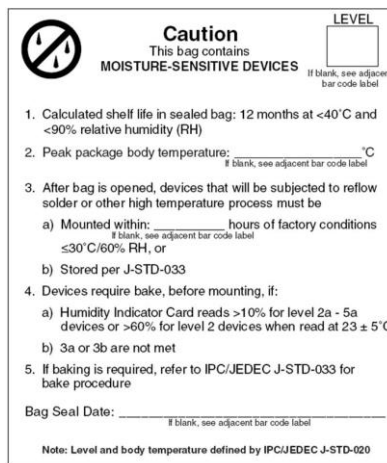 LEVEL
Caution
This bag contains
MOISTURE-SENSITIVE DEVICES
If blank, see adjacent
bar code label
1. Calculated shelf life in sealed bag: 12 months at <40˚C and
<90% relative humidity (RH)
2. Peak package body temperature: ____________________˚C
If blank, see adjacent bar code label
3. After bag is opened, devices that will be subjected to reflow
solder or other high temperature process must be
a) Mounted within: __________ hours of factory conditions
If blank, see adjacent bar code label
≤30˚C/60% RH, or
b) Stored per J-STD-033
4. Devices require bake, before mounting, if:
a) Humidity Indicator Card reads >10% for level 2a - 5a
devices or >60% for level 2 devices when read at 23 ± 5˚C
b) 3a or 3b are not met
5. If baking is required, refer to IPC/JEDEC J-STD-033 for
bake procedure
Bag Seal Date: ____________________________________
If blank, see adjacent bar code label
Note: Level and body temperature defined by IPC/JEDEC J-STD-020